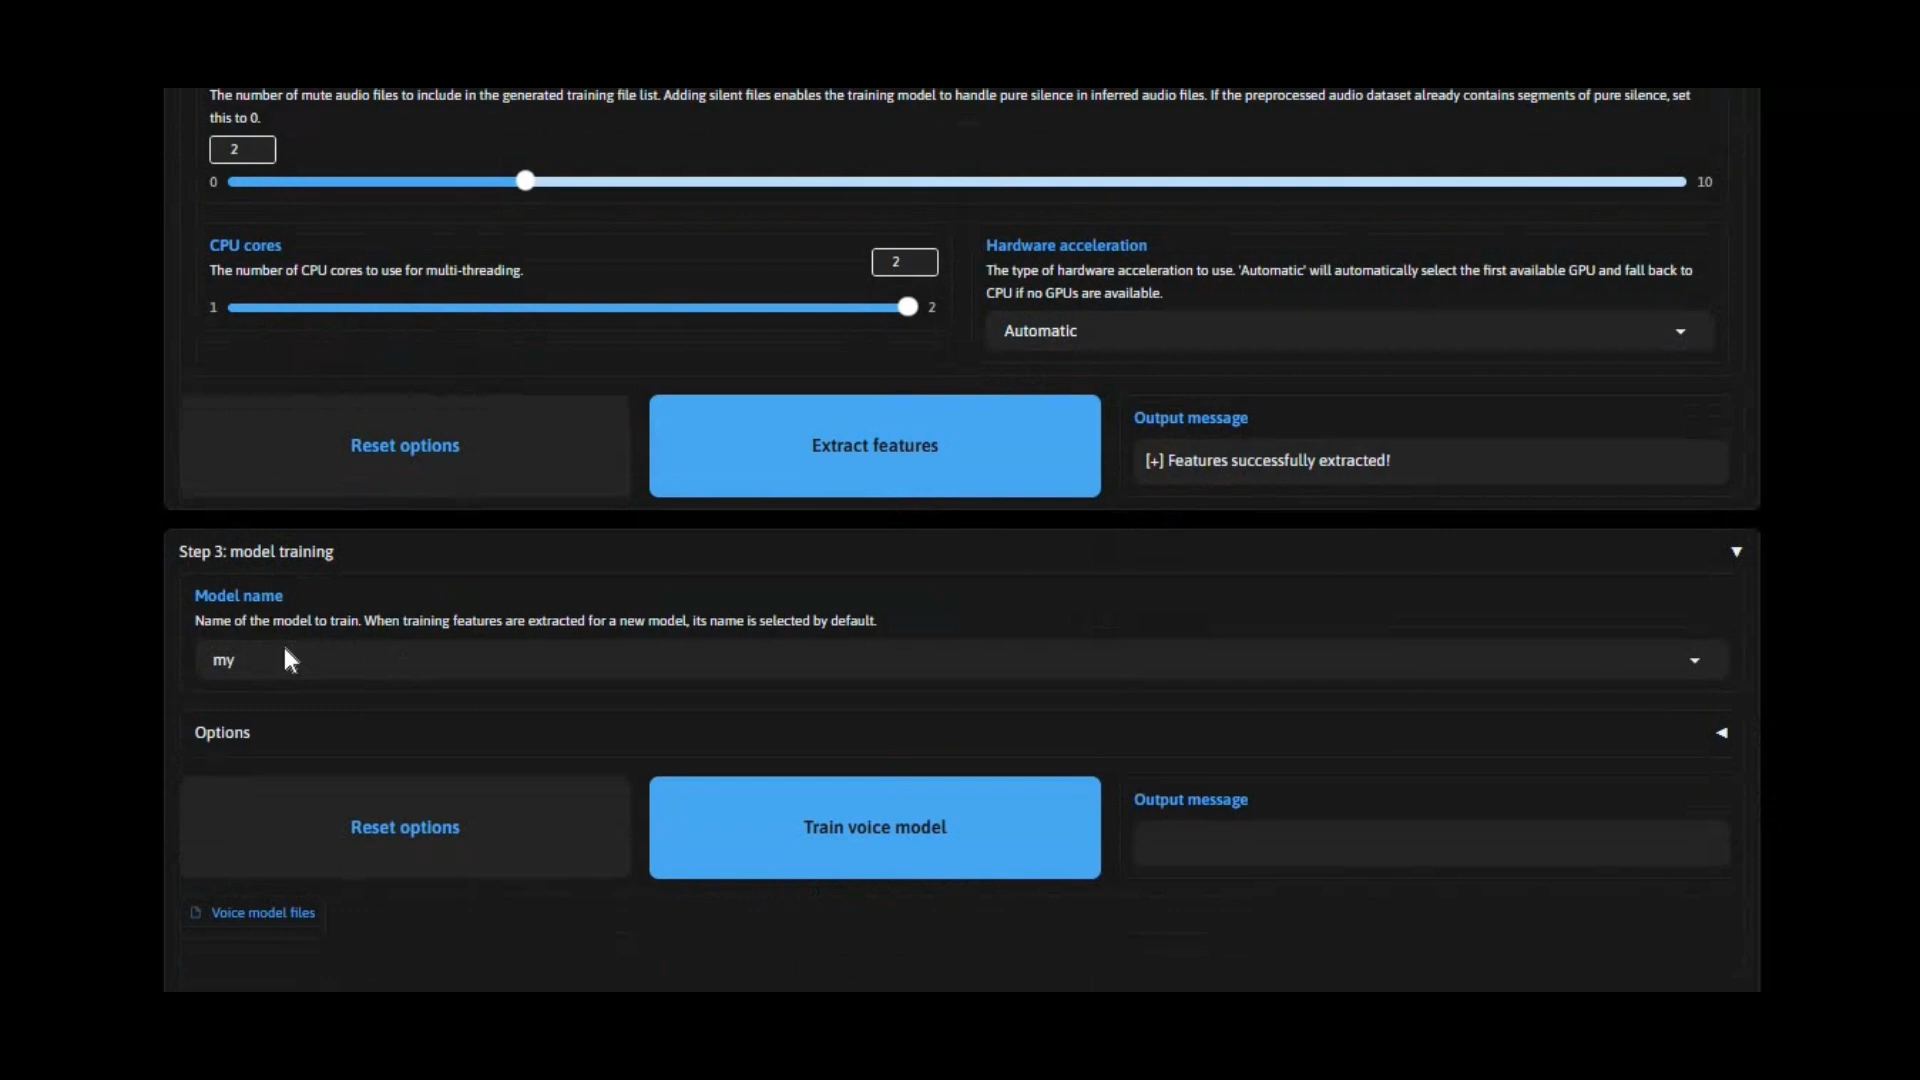 The number of mute audio files to include in the generated training file list. Adding silent files enables the training model to handle pure silence in inferred audio files. If the preprocessed audio dataset already contains segments of pure silence, set
this to 0.
2
0 10
CPU cores
The number of CPU cores to use for multi-threading.
2
1 2
Hardware acceleration
The type of hardware acceleration to use. 'Automatic' will automatically select the first available GPU and fall back to
CPU if no GPUs are available.
Automatic
Reset options
Extract features
Output message
[+] Features successfully extracted!
Step 3: model training
Model name
Name of the model to train. When training features are extracted for a new model, its name is selected by default.
my
Options
Reset options
Train voice model
Output message
Voice model files